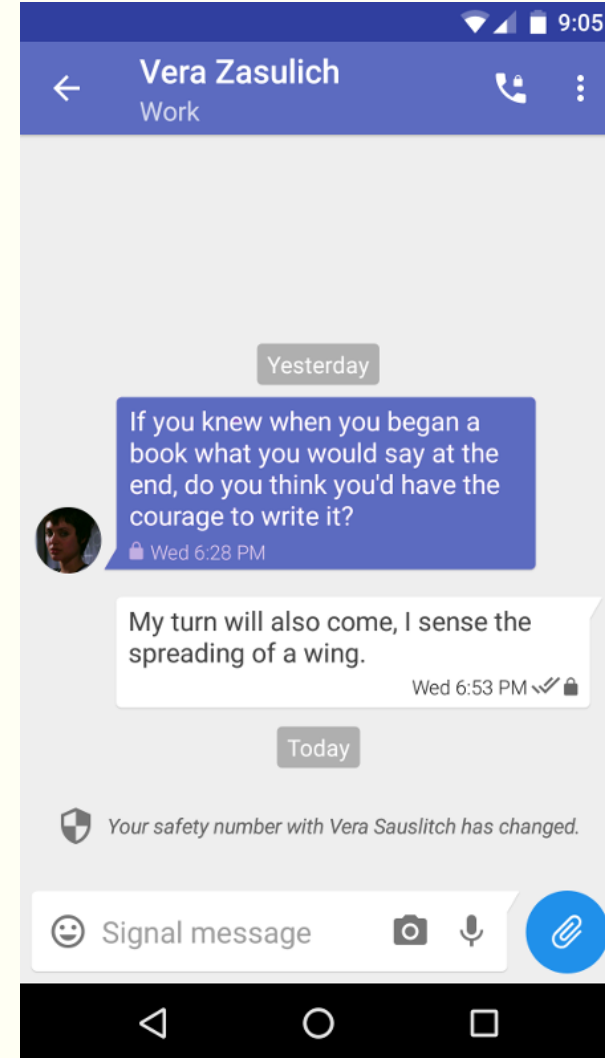 9:05
Vera Zasulich
Work
Yesterday
If you knew when you began a
book what you would say at the
end, do you think you'd have the
courage to write it?
Wed 6:28 PM
My turn will also come, I sense the
spreading of a wing.
Wed 6:53 PM
Today
Your safety number with Vera Sauslitch has changed.
Signal message